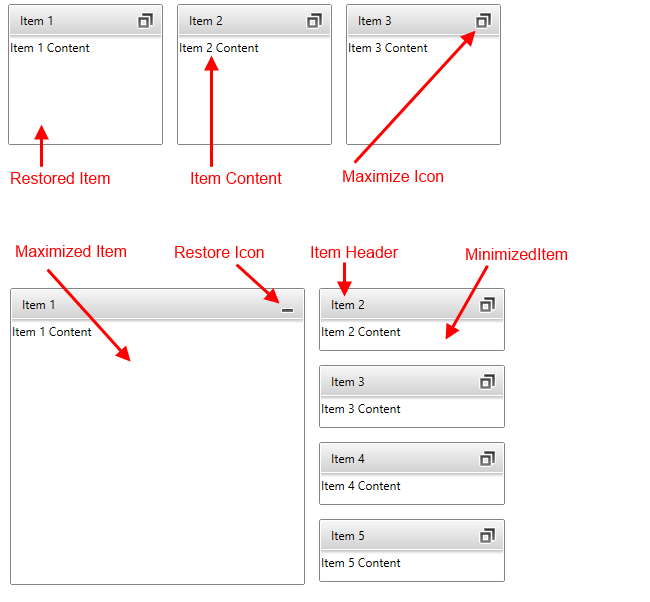 Item 1
Item 2
Item 3
Item 1 Content
Item 2 Content
Item 3 Content
Restored Item
Item Content
Maximize Icon
Maximized Item
Restore Icon
Item Header
MinimizedItem
Item 1
Item 1 Content
Item 2
Item 2 Content
Item 3
Item 3 Content
Item 4
Item 4 Content
Item 5
Item 5 Content